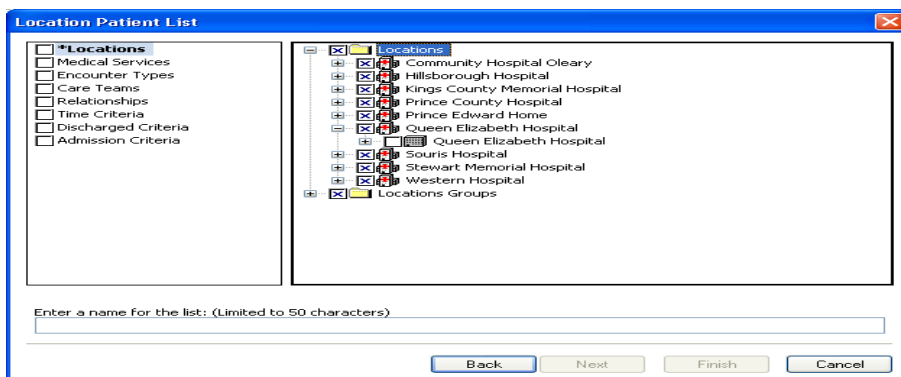 Location Patient List
*Locations
Medical Services
Encounter Types
Care Teams
Relationships
Time Criteria
Discharged Criteria
Admission Criteria
Locations
Community Hospital Oleary
Hillsborough Hospital
Kings County Memorial Hospital
Prince County Hospital
Prince Edward Home
Queen Elizabeth Hospital
Queen Elizabeth Hospital
Souris Hospital
Stewart Memorial Hospital
Western Hospital
Locations Groups
Enter a name for the list: (Limited to 50 characters)
Back Next Finish Cancel